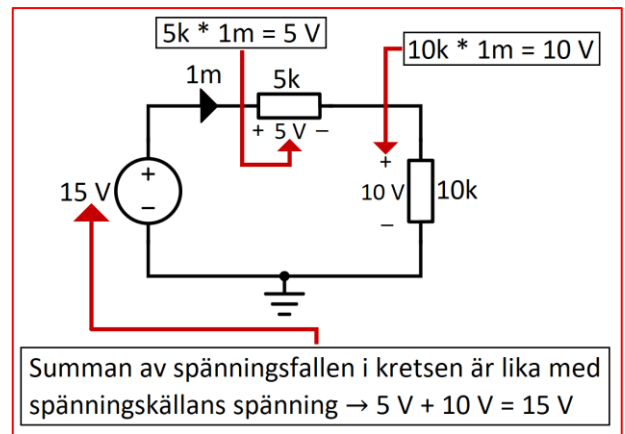 5k * 1m = 5 V
10k * 1m = 10 V
1m
5k
+ 5 V –
+
10 V
–
10k
+
15 V
–
Summan av spänningsfallen i kretsen är lika med
spänningskällans spänning → 5 V + 10 V = 15 V